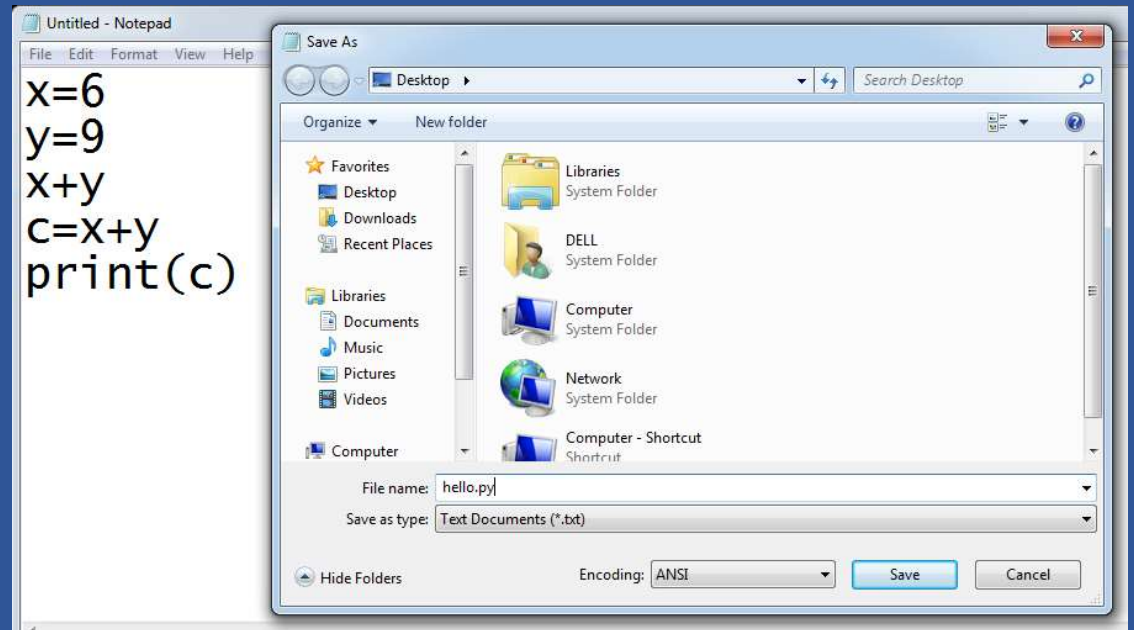 Untitled - Notepad
File Edit Format View Help
x=6
y=9
x+y
c=x+y
print(c)
Save As
Desktop
Search Desktop
Organize
New folder
Favorites
Desktop
Downloads
Recent Places
Libraries
Documents
Music
Pictures
Videos
Computer
Libraries
System Folder
DELL
System Folder
Computer
System Folder
Network
System Folder
Computer - Shortcut
Shortcut
File name: hello.py
Save as type: Text Documents (*.txt)
Hide Folders
Encoding: ANSI
Save
Cancel